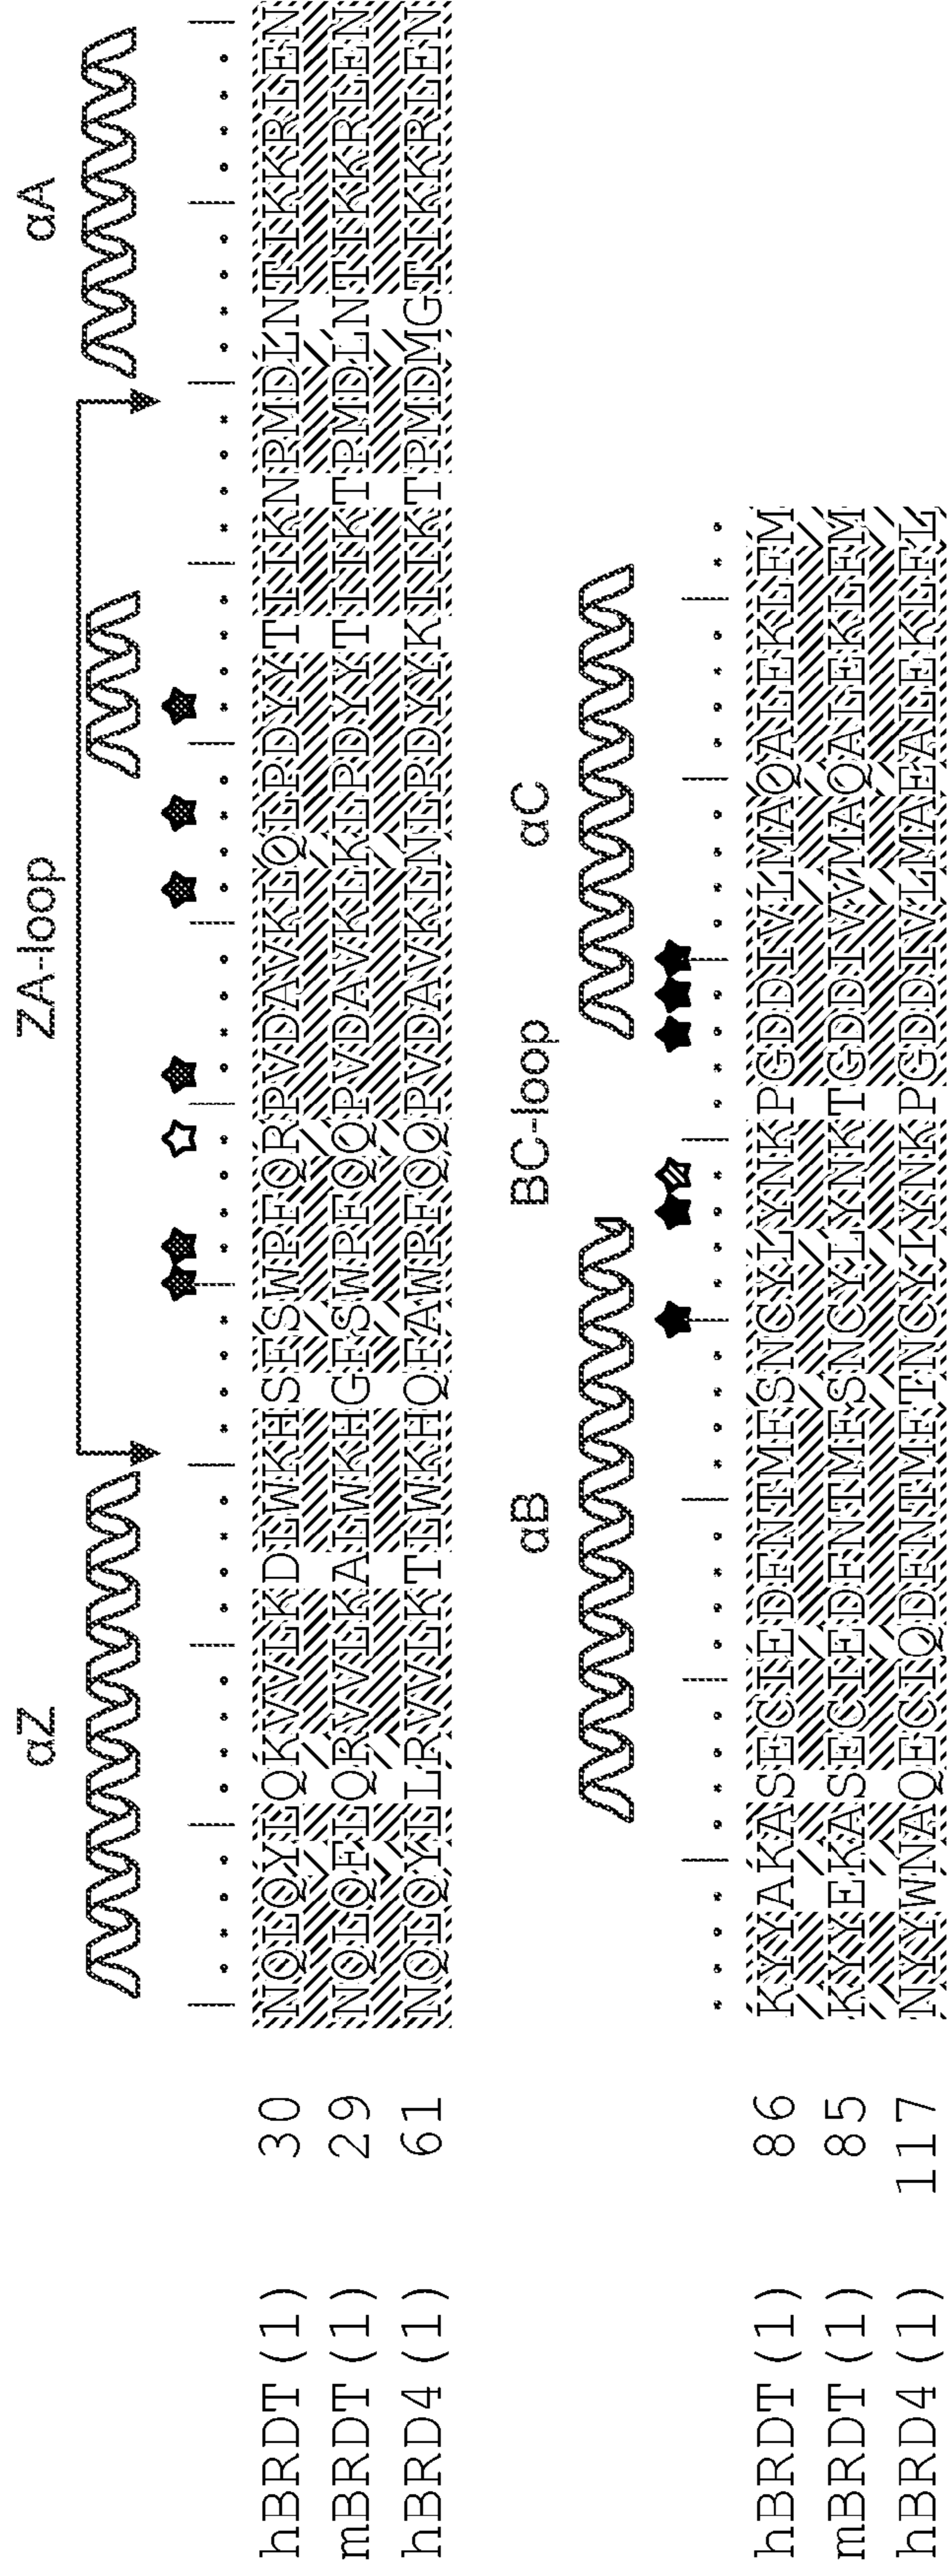 αZ ZA-loop αA
hBRDT (1) 30 NQLQYLQKVVLKDLWKHSFSWPFQRPVDAVKLQLPDYYTIIKNPMDLNTIKKRLEN
mBRDT (1) 29 NQLQFLQRVVLKALWKHGFSWPFQQPVDAVKLKLPDYYTIIKTPMDLNTIKKRLEN
hBRD4 (1) 61 NQLQYLLRVVLKTLWKHQFAWPFQQPVDAVKLNLPDYYKIIKTPMDMGTIKKRLEN
αB BC-loop αC
hBRDT (1) 86 KYYAKASECIEDFNTMFSNCYLYNKPGDDIVLMAQALEKLFM
mBRDT (1) 85 KYYEKASECIEDFNTMFSNCYLYNKTGDDIVVMAQALEKLFM
hBRD4 (1) 117 NYYWNAQECIQDFNTMFTNCYIYNKPGDDIVLMAEALEKLFL